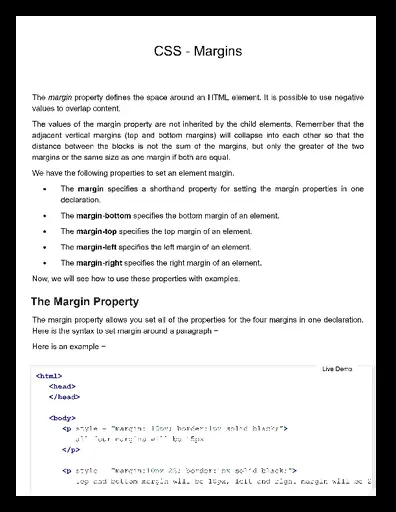 CSS - Margins
The margin property defines the space around an HTML element. It is possible to use negative
values to overlap content.
The values of the margin property are not inherited by the child elements. Remember that the
adjacent vertical margins (top and bottom margins) will collapse into each other so that the
distance between the blocks is not the sum of the margins, but only the greater of the two
margins or the same size as one margin if both are equal.
We have the following properties to set an element margin.
• The margin specifies a shorthand property for setting the margin properties in one
declaration.
• The margin-bottom specifies the bottom margin of an element.
• The margin-top specifies the top margin of an element.
• The margin-left specifies the left margin of an element.
• The margin-right specifies the right margin of an element.
Now, we will see how to use these properties with examples.
The Margin Property
The margin property allows you set all of the properties for the four margins in one declaration.
Here is the syntax to set margin around a paragraph −
Here is an example −
Live Demo
<html>
<head>
</head>
<body>
<p style = "margin: border:1px solid black;">
all four margins will be 15px
</p>
<p style = "margin:10px 2%; border:1px solid black;">
top and bottom margin will be 10px, left and right margin will be 2